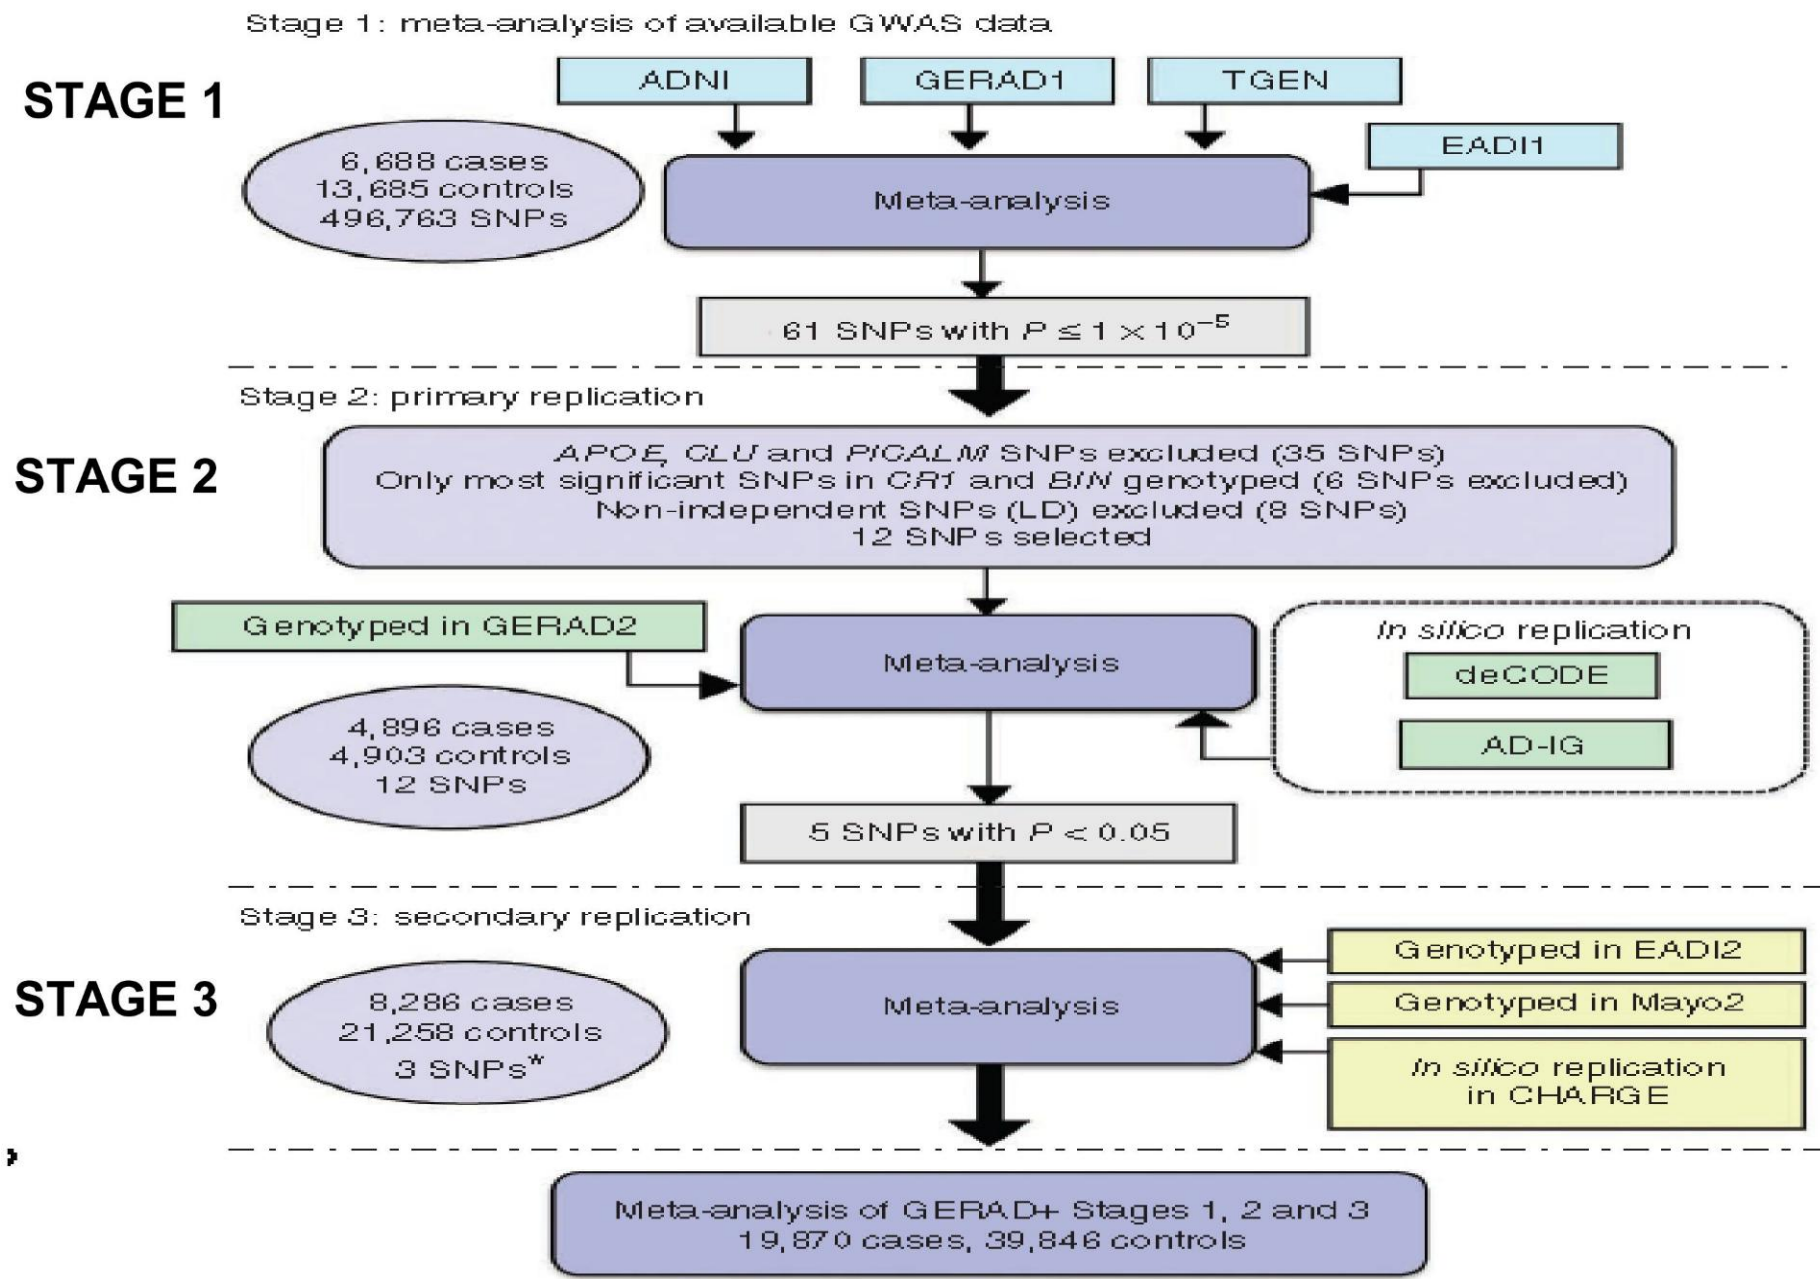 Stage 1: meta-analysis of available GWAS data
STAGE 1
ADNI
GERAD1
TGEN
EADI1
6,688 cases
13,685 controls
496,763 SNPs
Meta-analysis
61 SNPs with P ≤ 1 × 10⁻⁵
Stage 2: primary replication
STAGE 2
APOE, CLU and PICALM SNPs excluded (35 SNPs)
Only most significant SNPs in CR1 and BIN genotyped (6 SNPs excluded)
Non-independent SNPs (LD) excluded (8 SNPs)
12 SNPs selected
Genotyped in GERAD2
Meta-analysis
In silico replication
deCODE
AD-IG
4,896 cases
4,903 controls
12 SNPs
5 SNPs with P < 0.05
Stage 3: secondary replication
STAGE 3
8,286 cases
21,258 controls
3 SNPs*
Meta-analysis
Genotyped in EADI2
Genotyped in Mayo2
In silico replication
in CHARGE
Meta-analysis of GERAD+ Stages 1, 2 and 3
19,870 cases, 39,846 controls